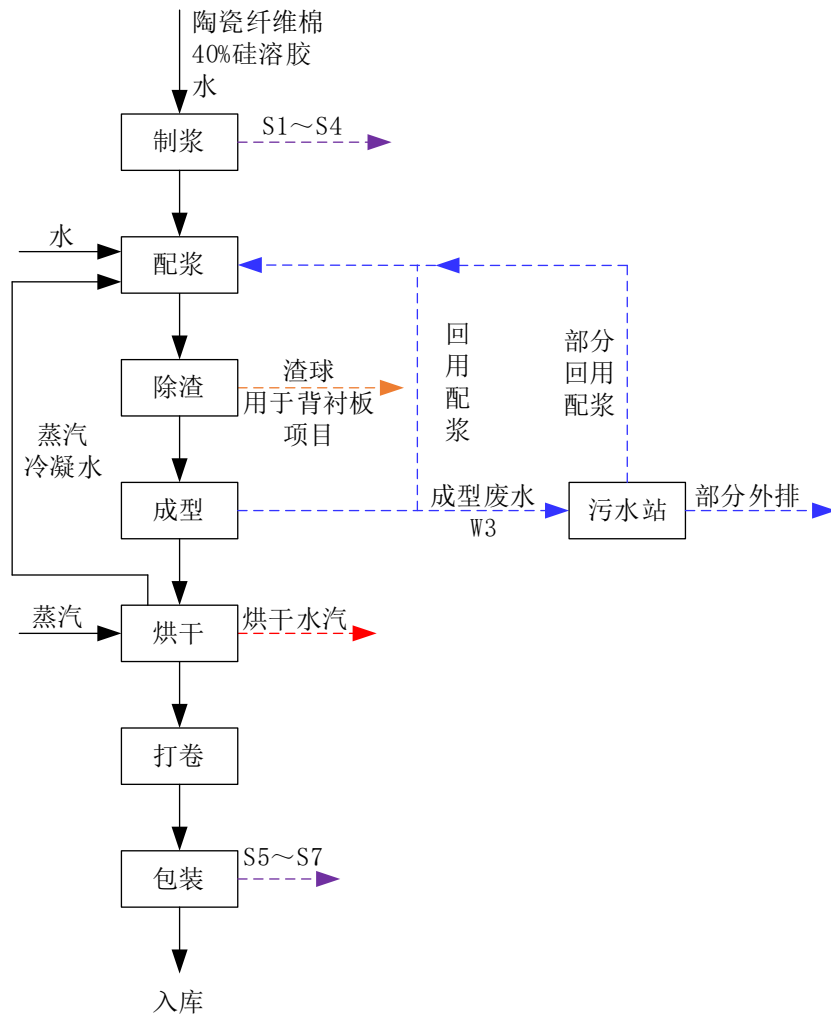 陶瓷纤维棉
40%硅溶胶
水
制浆
S1～S4
水
配浆
回用配浆
部分
回用
配浆
除渣
渣球
用于背衬板
项目
蒸汽
冷凝水
成型
成型废水
W3
污水站
部分外排
蒸汽
烘干
烘干水汽
打卷
包装
S5～S7
入库